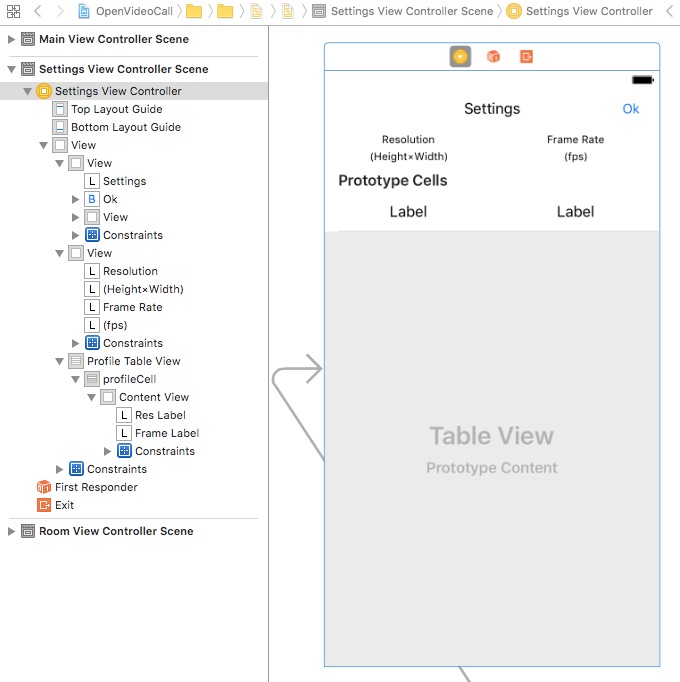 OpenVideoCall
Settings View Controller Scene
Settings View Controller
Main View Controller Scene
Settings View Controller Scene
Settings View Controller
Top Layout Guide
Bottom Layout Guide
View
View
L Settings
B Ok
View
Constraints
View
L Resolution
L (Height×Width)
L Frame Rate
L (fps)
Constraints
Profile Table View
profileCell
Content View
L Res Label
L Frame Label
Constraints
Constraints
First Responder
Exit
Room View Controller Scene
Settings Ok
Resolution Frame Rate
(Height×Width) (fps)
Prototype Cells
Label Label
Table View
Prototype Content